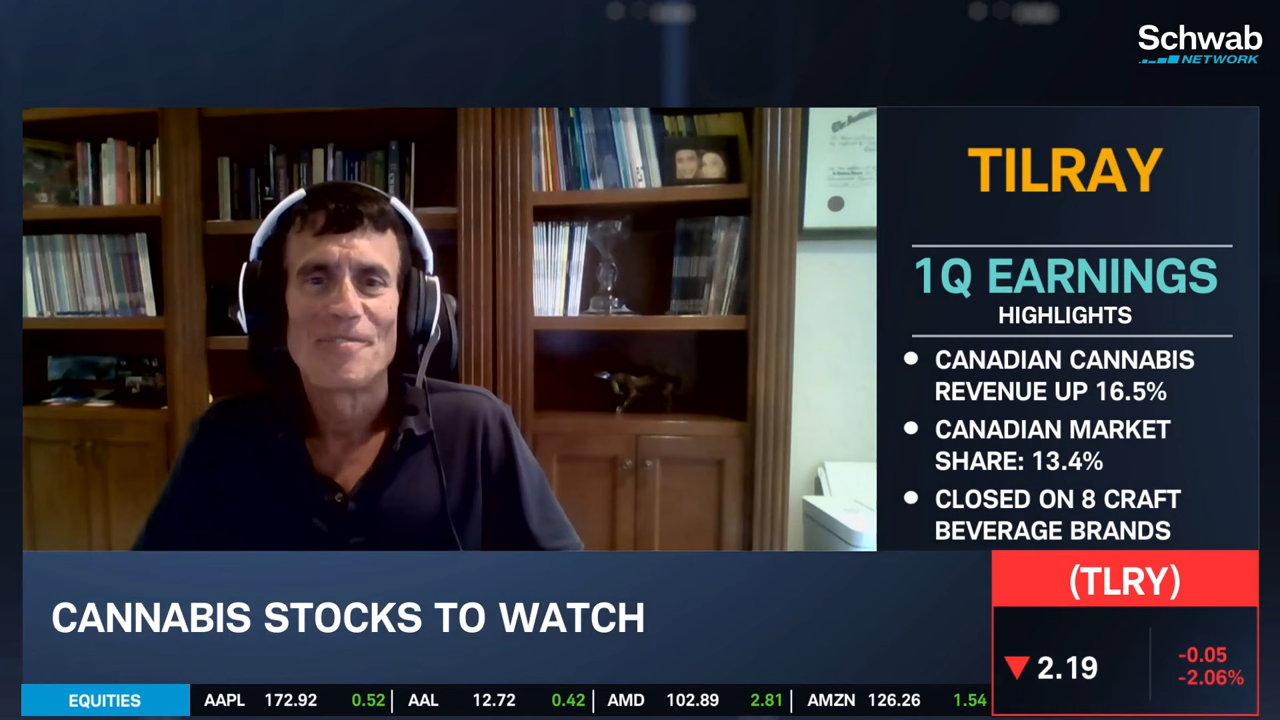 Schwab
NETWORK
TILRAY
1Q EARNINGS
HIGHLIGHTS
• CANADIAN CANNABIS
REVENUE UP 16.5%
• CANADIAN MARKET
SHARE: 13.4%
• CLOSED ON 8 CRAFT
BEVERAGE BRANDS
CANNABIS STOCKS TO WATCH
(TLRY)
▼ 2.19
-0.05
-2.06%
EQUITIES AAPL 172.92 0.52 | AAL 12.72 0.42 | AMD 102.89 2.81 | AMZN 126.26 1.54